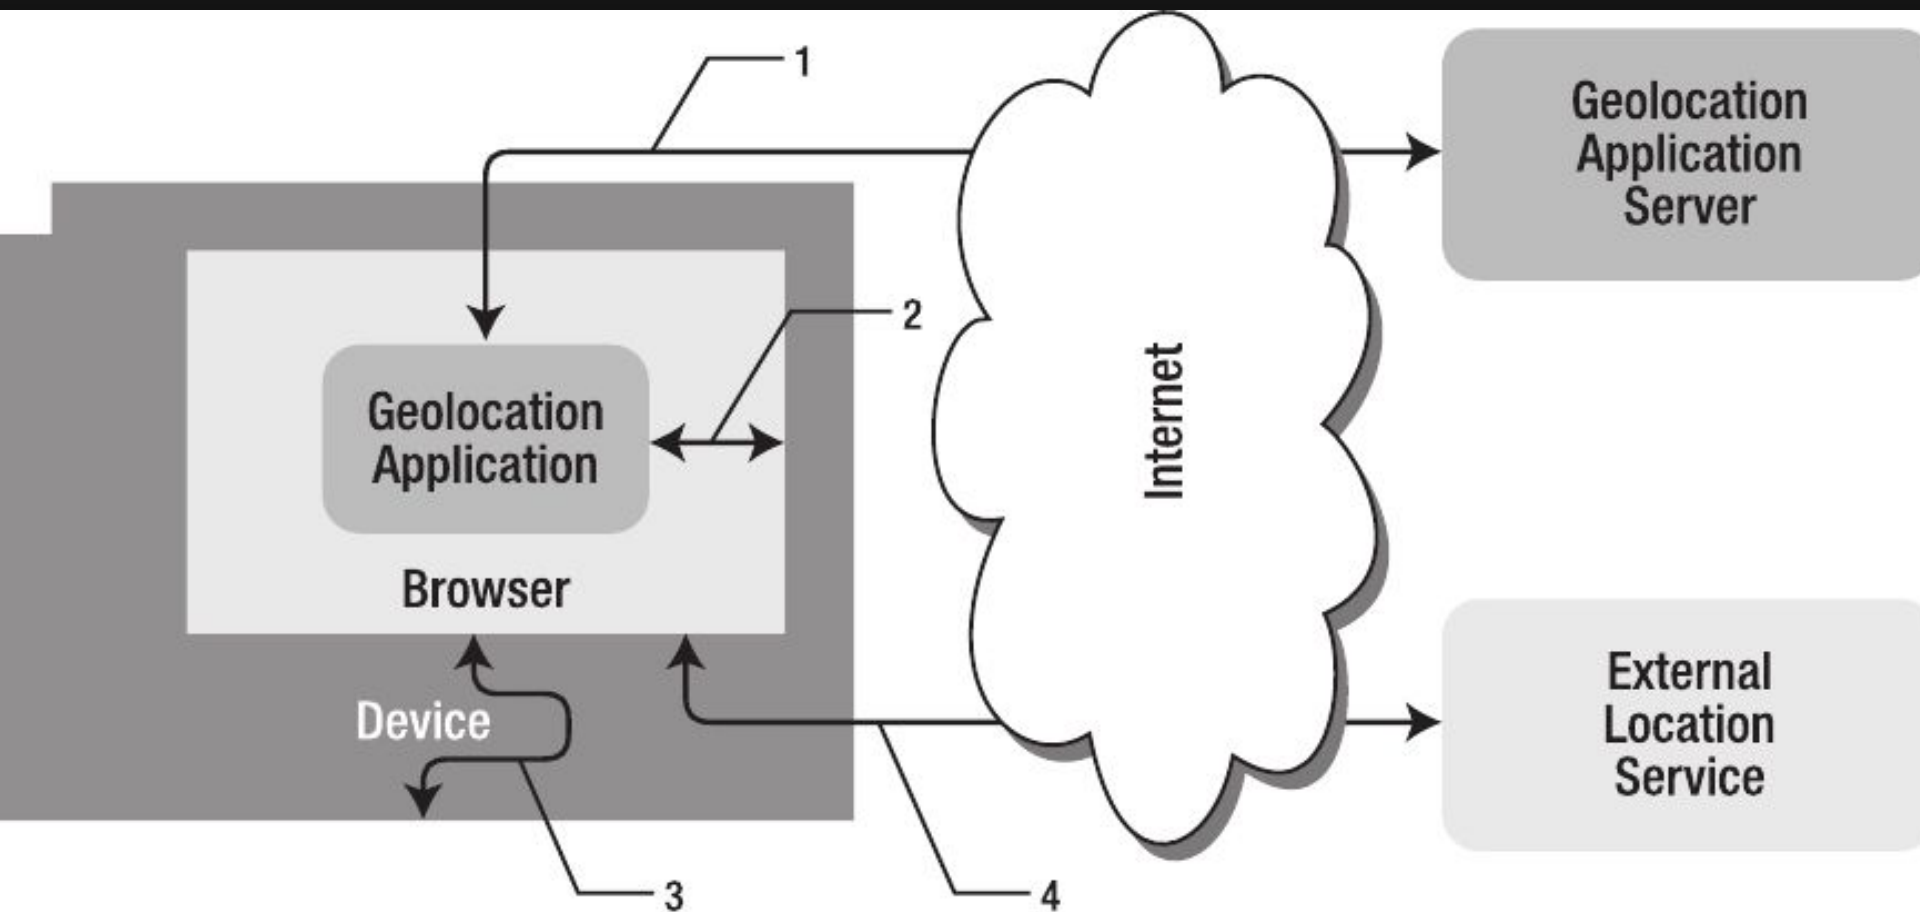 1
Geolocation
Application
Server
2
Geolocation
Application
Internet
Browser
Device
External
Location
Service
3
4